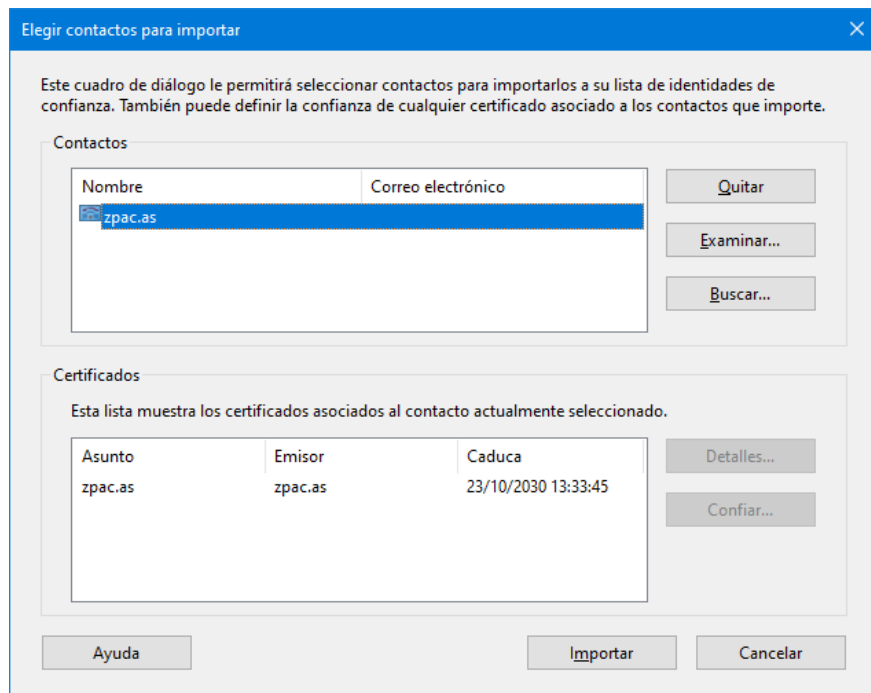 Elegir contactos para importar
Este cuadro de diálogo le permitirá seleccionar contactos para importarlos a su lista de identidades de
confianza. También puede definir la confianza de cualquier certificado asociado a los contactos que importe.
Contactos
Nombre Correo electrónico
zpac.as
Quitar
Examinar...
Buscar...
Certificados
Esta lista muestra los certificados asociados al contacto actualmente seleccionado.
Asunto Emisor Caduca
zpac.as zpac.as 23/10/2030 13:33:45
Detalles...
Confiar...
Ayuda Importar Cancelar